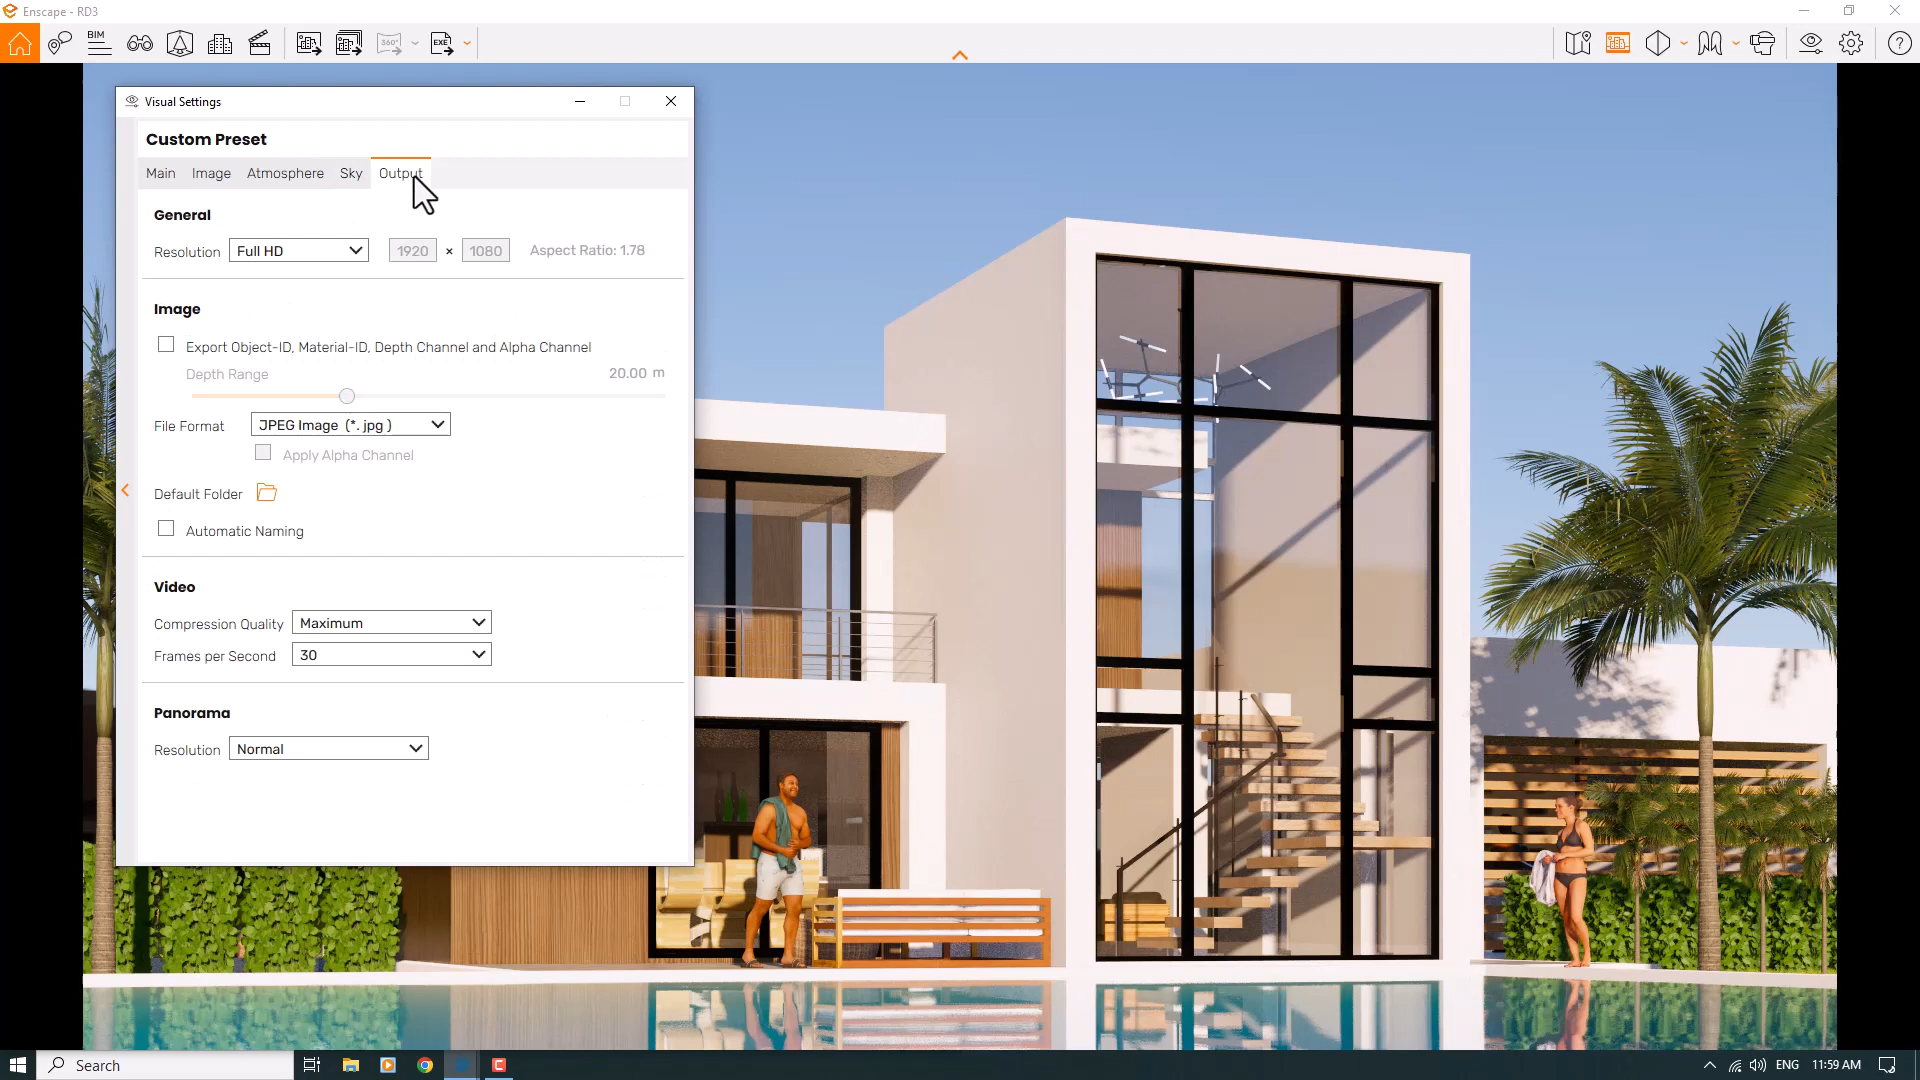 Enscape - RD3
BIM
360°
EXE
Visual Settings
Custom Preset
Main Image Atmosphere Sky Output
General
Resolution Full HD 1920 × 1080 Aspect Ratio: 1.78
Image
Export Object-ID, Material-ID, Depth Channel and Alpha Channel
Depth Range 20.00 m
File Format JPEG Image (*. jpg )
Apply Alpha Channel
Default Folder
Automatic Naming
Video
Compression Quality Maximum
Frames per Second 30
Panorama
Resolution Normal
Search
ENG 11:59 AM